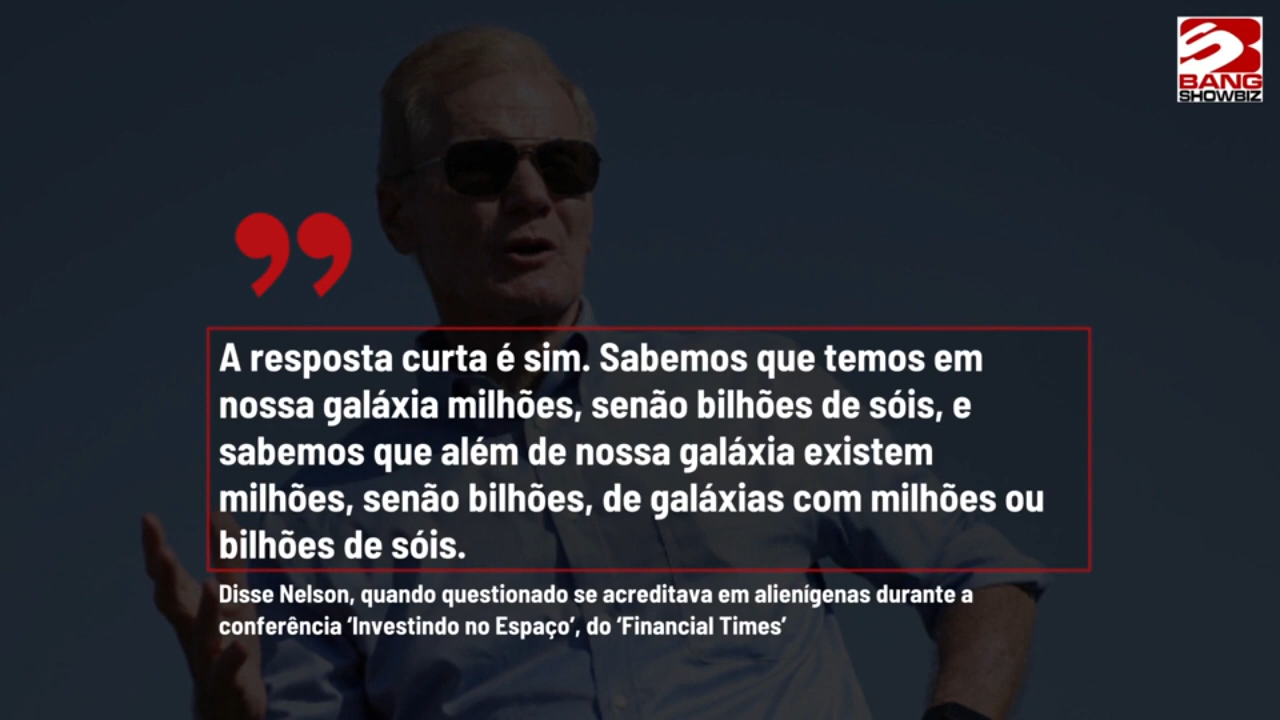 BANG
SHOWBIZ
”
A resposta curta é sim. Sabemos que temos em
nossa galáxia milhões, senão bilhões de sóis, e
sabemos que além de nossa galáxia existem
milhões, senão bilhões, de galáxias com milhões ou
bilhões de sóis.
Disse Nelson, quando questionado se acreditava em alienígenas durante a
conferência ‘Investindo no Espaço’, do ‘Financial Times’